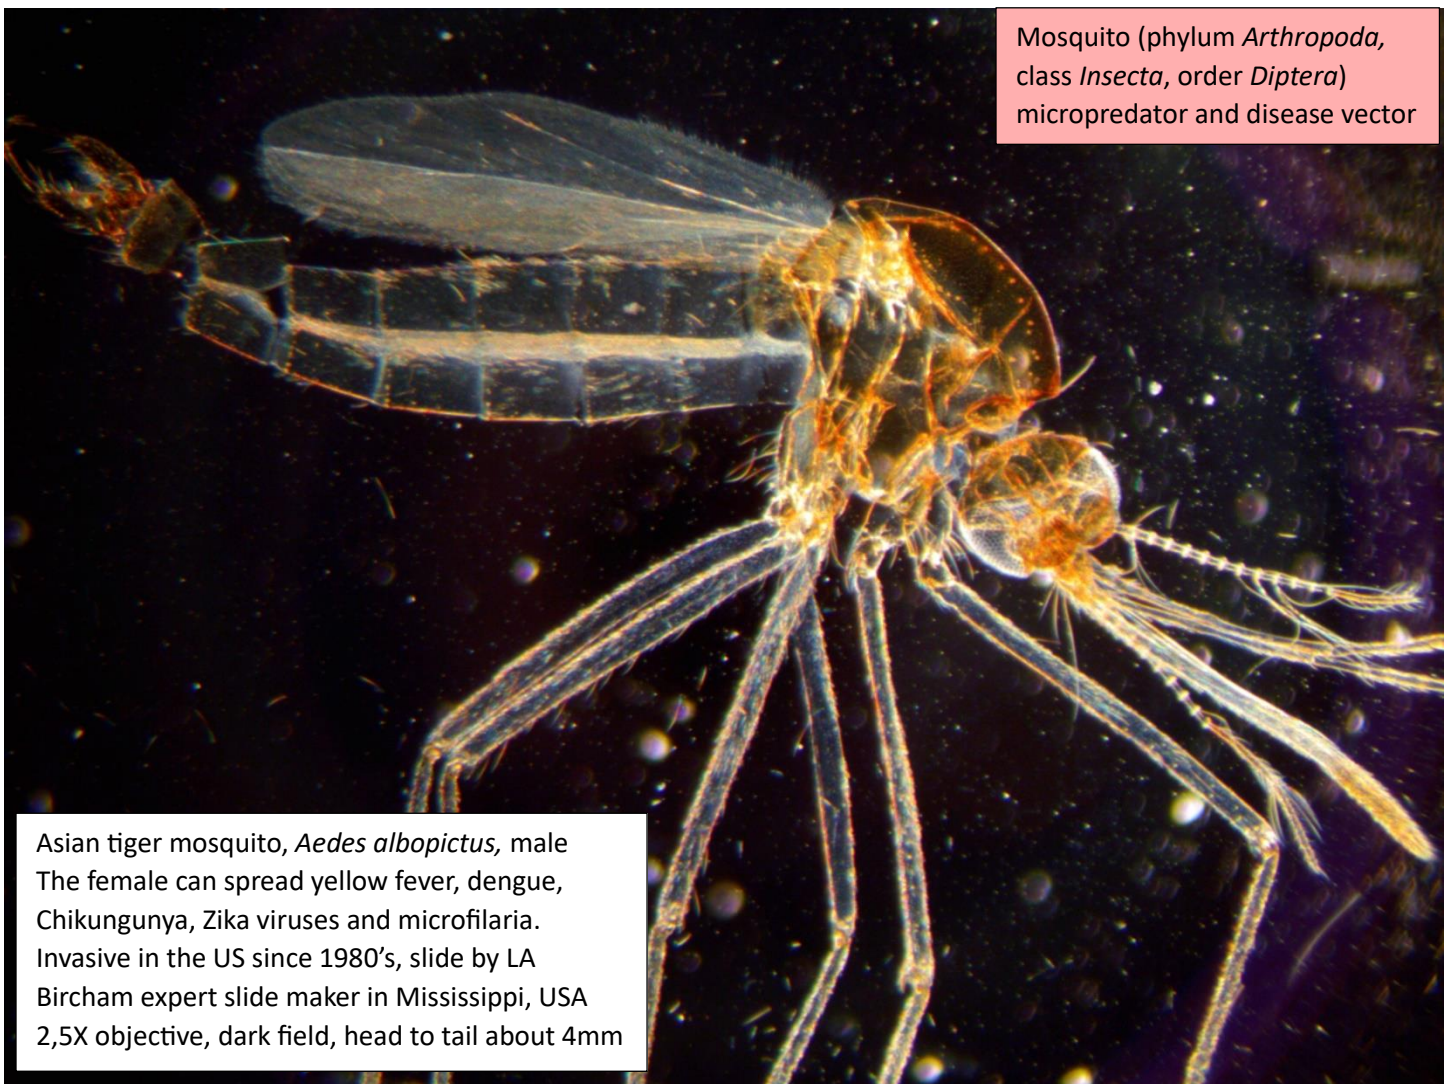 Mosquito (phylum Arthropoda,
class Insecta, order Diptera)
micropredator and disease vector
Asian tiger mosquito, Aedes albopictus, male
The female can spread yellow fever, dengue,
Chikungunya, Zika viruses and microfilaria.
Invasive in the US since 1980’s, slide by LA
Bircham expert slide maker in Mississippi, USA
2,5X objective, dark field, head to tail about 4mm